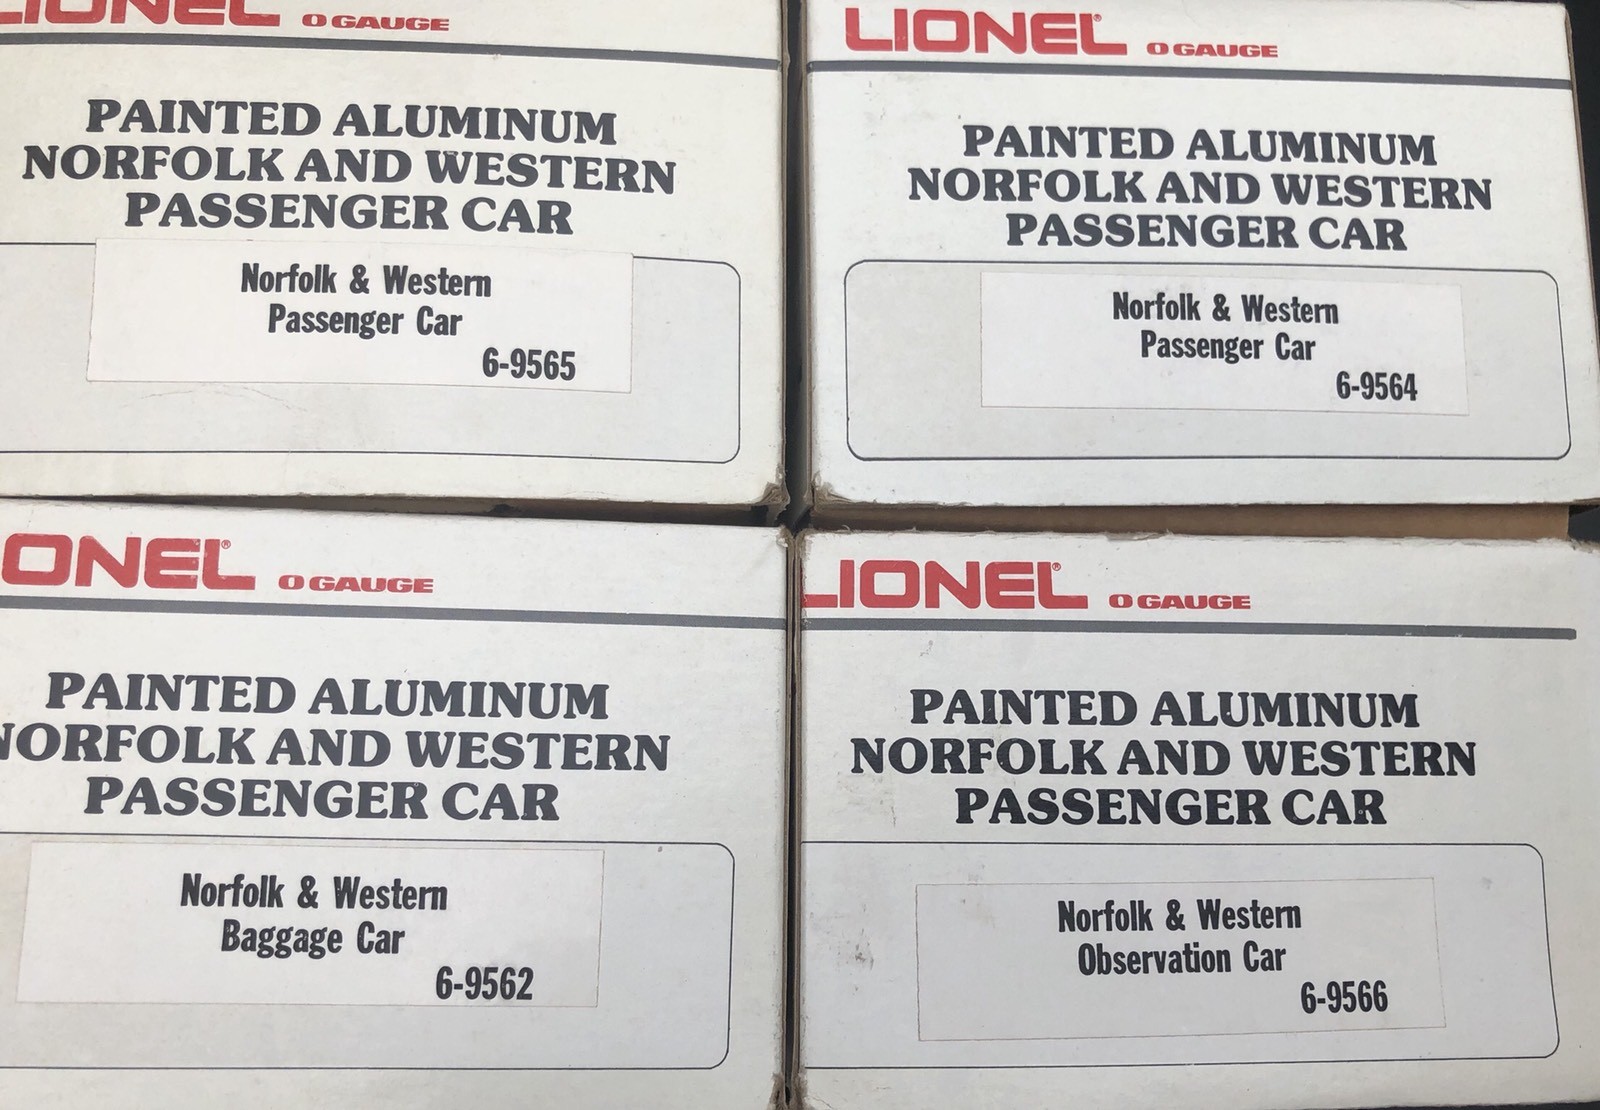 LIONEL O GAUGE
PAINTED ALUMINUM
NORFOLK AND WESTERN
PASSENGER CAR
Norfolk & Western
Passenger Car
6-9565
LIONEL® O GAUGE
PAINTED ALUMINUM
NORFOLK AND WESTERN
PASSENGER CAR
Norfolk & Western
Passenger Car
6-9564
ONEL® O GAUGE
PAINTED ALUMINUM
NORFOLK AND WESTERN
PASSENGER CAR
Norfolk & Western
Baggage Car
6-9562
LIONEL® O GAUGE
PAINTED ALUMINUM
NORFOLK AND WESTERN
PASSENGER CAR
Norfolk & Western
Observation Car
6-9566